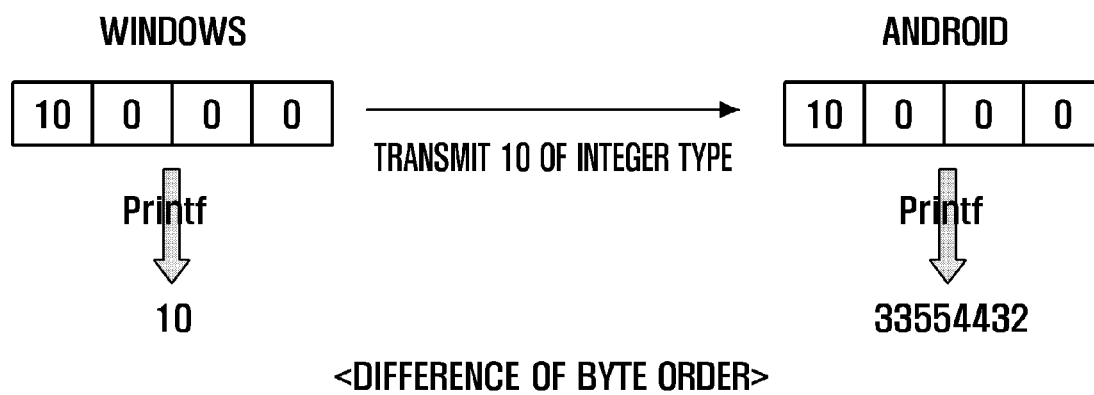 WINDOWS ANDROID
10 0 0 0 10 0 0 0
TRANSMIT 10 OF INTEGER TYPE
Printf Printf
10 33554432
<DIFFERENCE OF BYTE ORDER>